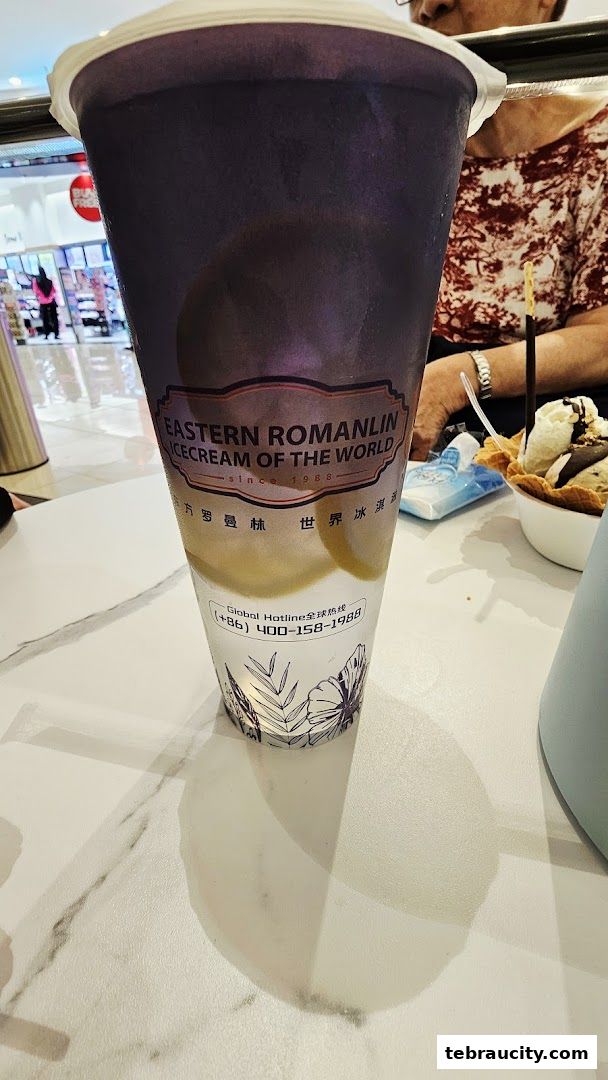 EASTERN ROMANLIN
ICECREAM OF THE WORLD
since 1988
东方罗曼林 世界冰淇淋
Global Hotline全球热线
(+86) 400-158-1988
tebraucity.com